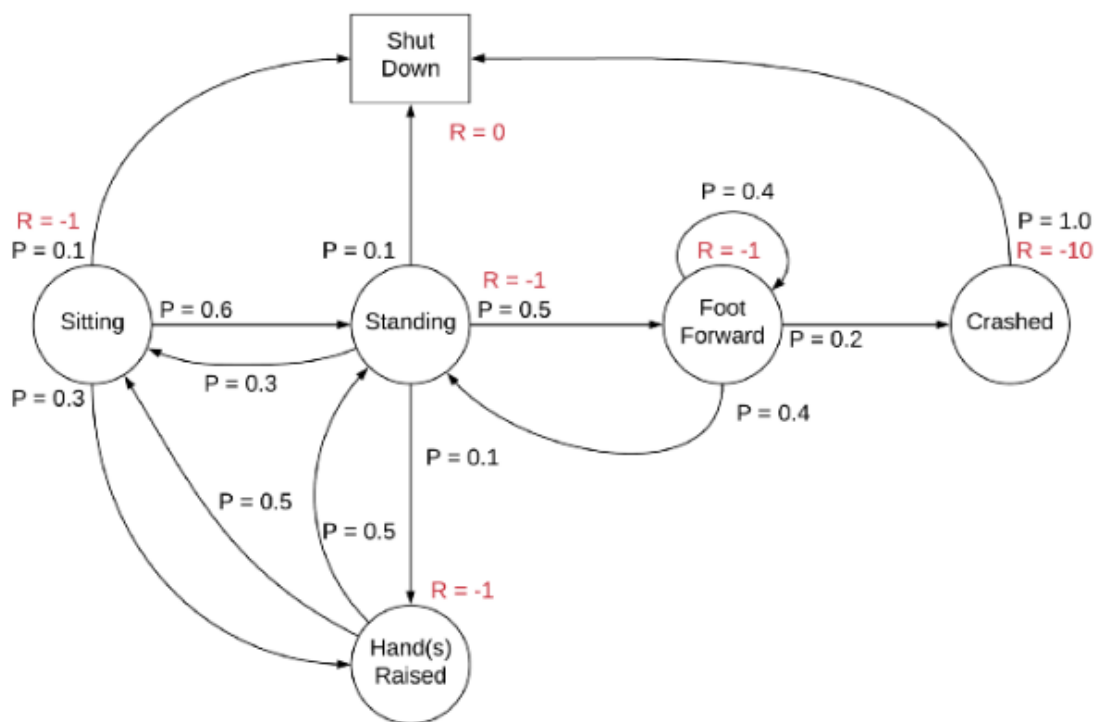 Shut
Down
R = 0
P = 0.4
R = -1
P = 0.1
P = 0.1
R = -1
R = -1
P = 1.0
R = -10
Sitting
P = 0.6
Standing
P = 0.5
Foot
Forward
P = 0.2
Crashed
P = 0.3
P = 0.3
P = 0.4
P = 0.1
P = 0.5
P = 0.5
R = -1
Hand(s)
Raised